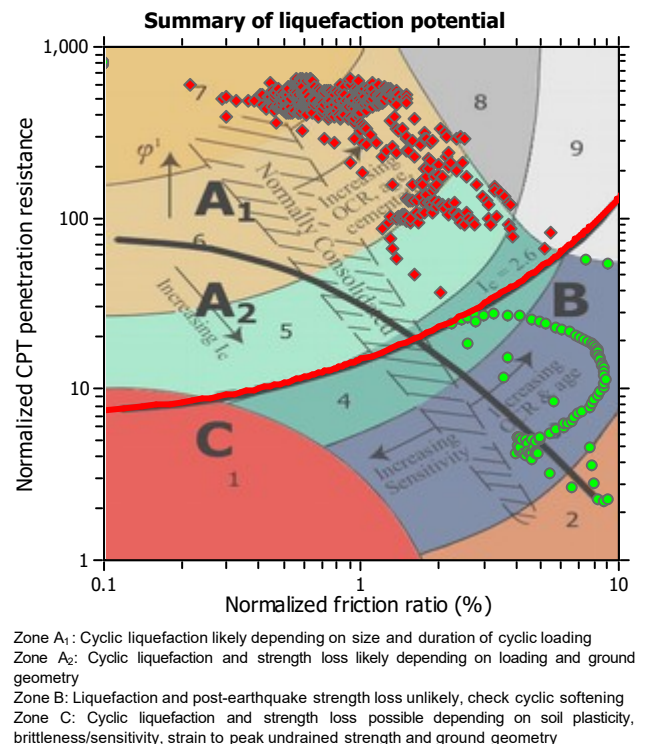 Summary of liquefaction potential
1,000
7
8
9
φ'
Increasing
OCR, age,
cementation
A1
Normally Consolidated
100
6
Ic = 2.6
A2
Increasing Ic
5
B
10
4
Increasing
OCR & age
C
1
Increasing
Sensitivity
2
1
0.1
1
10
Normalized CPT penetration resistance
Normalized friction ratio (%)
Zone A1: Cyclic liquefaction likely depending on size and duration of cyclic loading
Zone A2: Cyclic liquefaction and strength loss likely depending on loading and ground
geometry
Zone B: Liquefaction and post-earthquake strength loss unlikely, check cyclic softening
Zone C: Cyclic liquefaction and strength loss possible depending on soil plasticity,
brittleness/sensitivity, strain to peak undrained strength and ground geometry